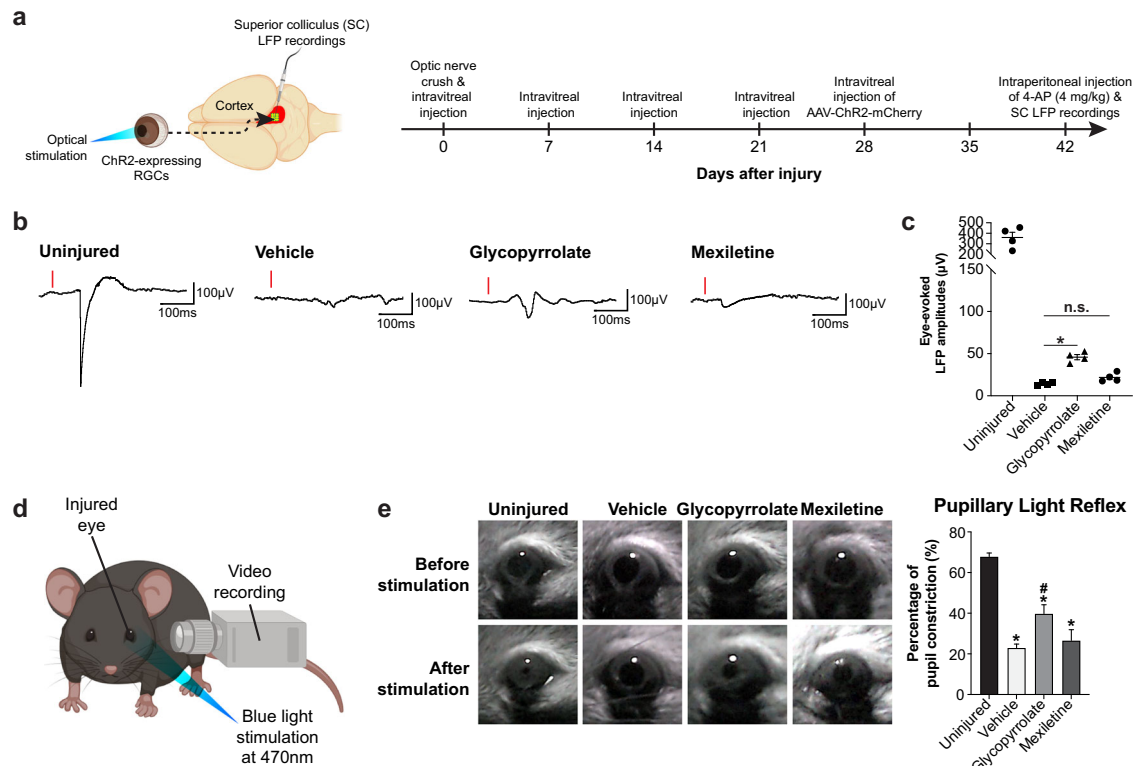 a
Superior colliculus (SC)
LFP recordings
Cortex
Optical
stimulation
ChR2-expressing
RGCs
Optic nerve
crush &
intravitreal
injection
Intravitreal
injection
Intravitreal
injection
Intravitreal
injection
Intravitreal
injection of
AAV-ChR2-mCherry
Intraperitoneal injection
of 4-AP (4 mg/kg) &
SC LFP recordings
0 7 14 21 28 35 42
Days after injury
b
Uninjured
100µV
100ms
Vehicle
100µV
100ms
Glycopyrrolate
100µV
100ms
Mexiletine
100µV
100ms
c
Eye-evoked
LFP amplitudes (µV)
500
400
300
200
150
100
50
0
n.s.
*
Uninjured
Vehicle
Glycopyrrolate
Mexiletine
d
Injured
eye
Video
recording
Blue light
stimulation
at 470nm
e
Uninjured Vehicle Glycopyrrolate Mexiletine
Before
stimulation
After
stimulation
Pupillary Light Reflex
Percentage of
pupil constriction (%)
80
60
40
20
0
*
#
*
*
Uninjured
Vehicle
Glycopyrrolate
Mexiletine